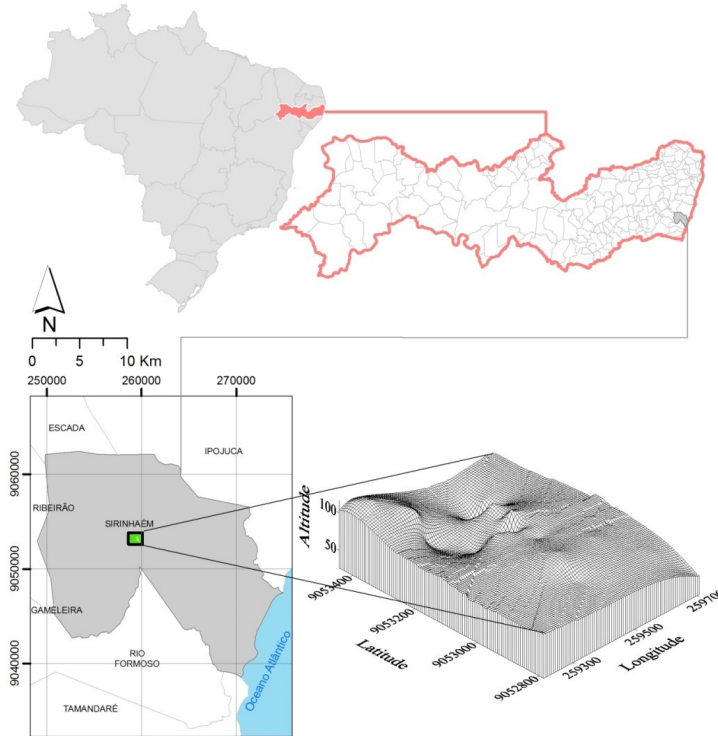 N
0 5 10 Km
250000 260000 270000
9060000
9050000
9040000
ESCADA
IPOJUCA
RIBEIRÃO
SIRINHAÉM
GAMELEIRA
RIO
FORMOSO
TAMANDARÉ
Oceano Atlântico
Altitude
100
50
9053400
9053200
9053000
9052800
Latitude
259300
259500
259700
Longitude